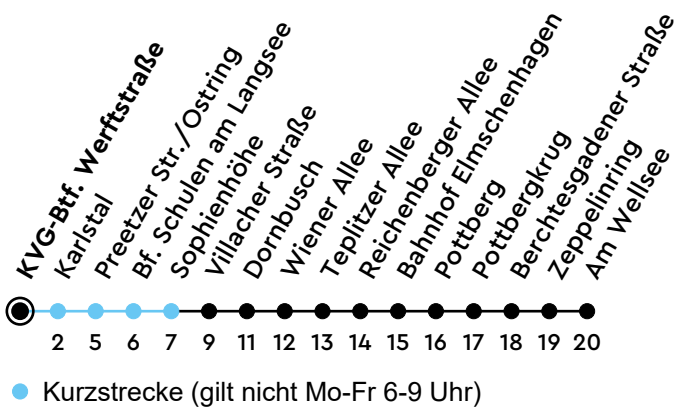 KVG-Btf. Werftstraße
Karlstal
Preetzer Str./Ostring
Bf. Schulen am Langsee
Sophienhöhe
Villacher Straße
Dornbusch
Wiener Allee
Teplitzer Allee
Reichenberger Allee
Bahnhof Elmschenhagen
Pottberg
Pottbergkrug
Berchtesgadener Straße
Zeppelinring
Am Wellsee
2 5 6 7 9 11 12 13 14 15 16 17 18 19 20
Kurzstrecke (gilt nicht Mo-Fr 6-9 Uhr)